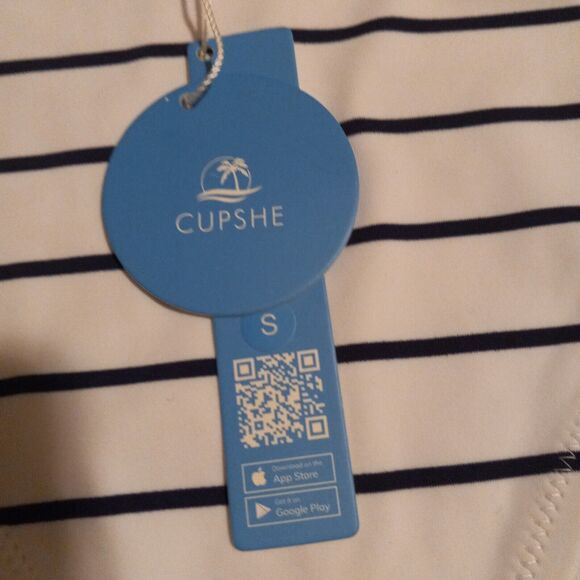 CUPSHE
S
Download on the
App Store
Get it on
Google Play